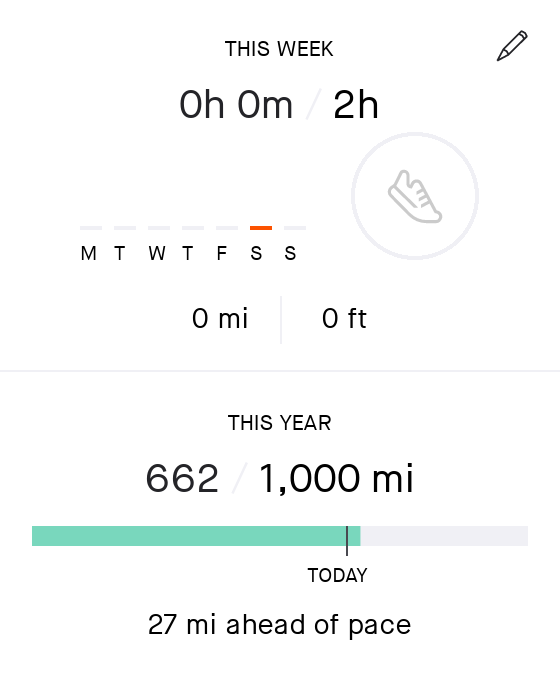 THIS WEEK
0h 0m / 2h
M T W T F S S
0 mi 0 ft
THIS YEAR
662 / 1,000 mi
TODAY
27 mi ahead of pace